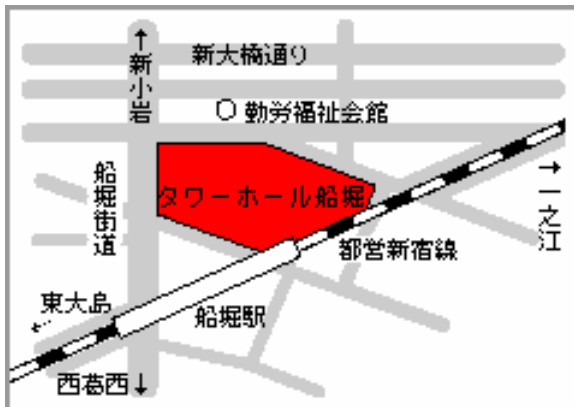 ↑新小岩
新大橋通り
勤労福祉会館
船堀街道
タワーホール船堀
→一之江
都営新宿線
東大島
←
船堀駅
西葛西↓